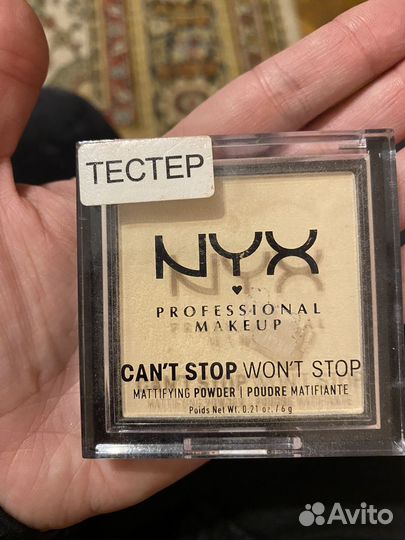 ТЕСТЕР
NYX
PROFESSIONAL
MAKEUP
CAN'T STOP WON'T STOP
MATTIFYING POWDER | POUDRE MATIFIANTE
Poids Net Wt. 0.21 oz. / 6 g
Avito